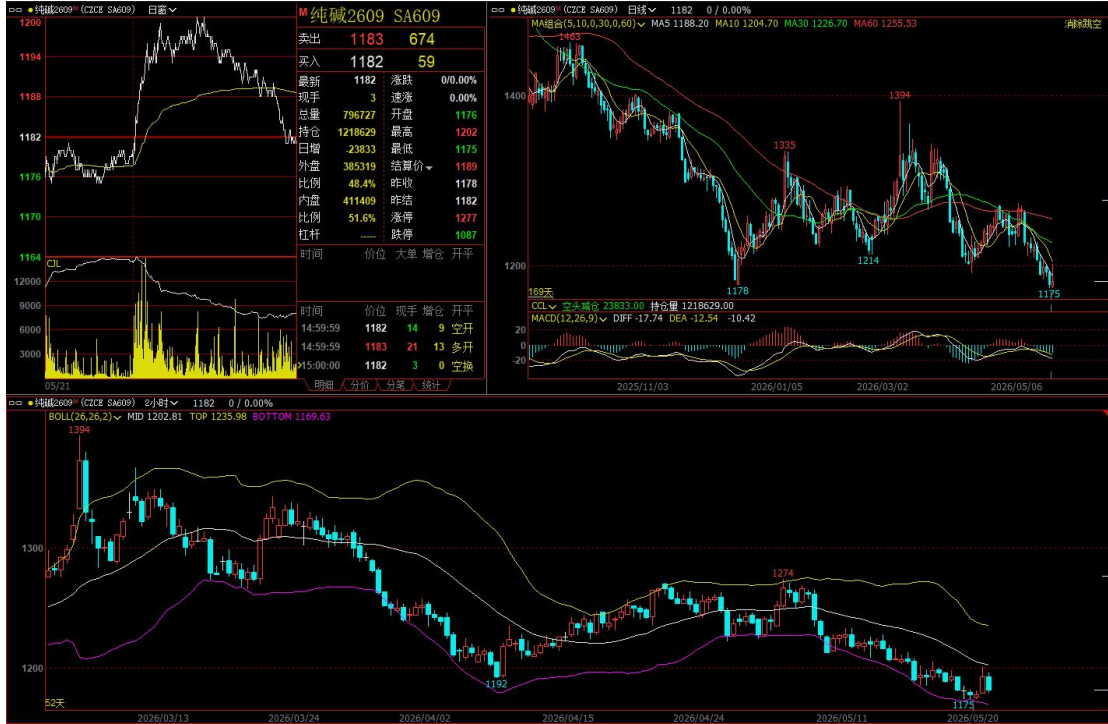 纯碱2609ᴹ (CZCE SA609) 日窗
1200
1194
1188
1182
1176
1170
1164
CJL
12000
9000
6000
3000
05/21
M 纯碱2609 SA609
卖出 1183 674
买入 1182 59
最新 1182 涨跌 0/0.00%
现手 3 速涨 0.00%
总量 796727 开盘 1176
持仓 1218629 最高 1202
日增 -23833 最低 1175
外盘 385319 结算价 1189
比例 48.4% 昨收 1178
内盘 411409 昨结 1182
比例 51.6% 涨停 1277
杠杆 ----- 跌停 1087
时间 价位 大单 增仓 开平
时间 价位 现手 增仓 开平
14:59:59 1182 14 9 空开
14:59:59 1183 21 13 多开
15:00:00 1182 3 0 空换
明细 分价 分笔 统计
纯碱2609ᴹ (CZCE SA609) 日线 1182 0 / 0.00%
MA组合(5,10,0,30,0,60) MA5 1188.20 MA10 1204.70 MA30 1226.70 MA60 1255.53 消除跳空
1463
1400
1394
1335
1214
1200
1178
1175
169天
CCL 空头减仓 23833.00 持仓量 1218629.00
MACD(12,26,9) DIFF -17.74 DEA -12.54 -10.42
20
0
-20
2025/11/03 2026/01/05 2026/03/02 2026/05/06
纯碱2609ᴹ (CZCE SA609) 2小时 1182 0 / 0.00%
BOLL(26,26,2) MID 1202.81 TOP 1235.98 BOTTOM 1169.63
1394
1300
1274
1200
1192
1175
52天
2026/03/13 2026/03/24 2026/04/02 2026/04/15 2026/04/24 2026/05/11 2026/05/20